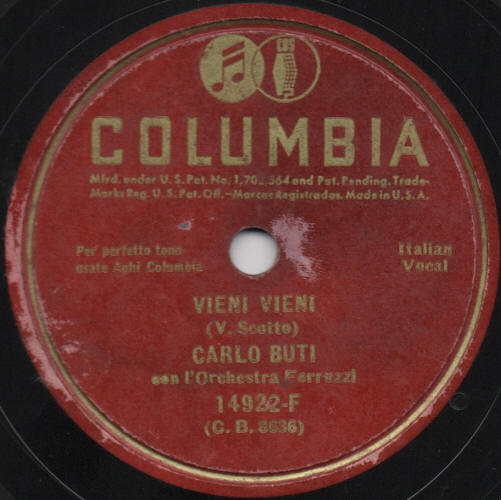 CBS
COLUMBIA
Mfrd. under U.S. Pat. No. 1,702,564 and Pat. Pending. Trade-
Marks Reg. U.S. Pat. Off.—Marcas Registradas. Made in U.S.A.
Per perfetto tono
usate Aghi Columbia
Italian
Vocal
VIENI VIENI
(V. Scotto)
CARLO BUTI
con l'Orchestra Ferruzzi
14922-F
(C. B. 8636)